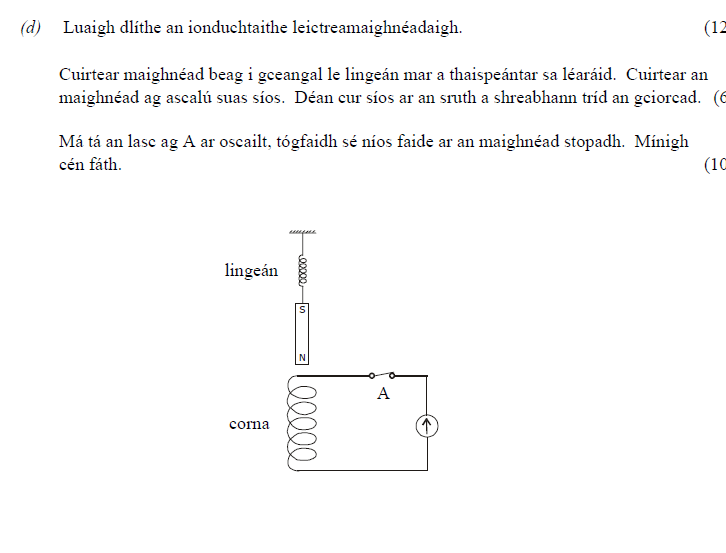 (d) Luaigh dlíthe an ionduchtaithe leictreamaighnéadaigh. (12
Cuirtear maighnéad beag i gceangal le lingeán mar a thaispeántar sa léaráid. Cuirtear an
maighnéad ag ascalú suas síos. Déan cur síos ar an sruth a shreabhann tríd an gciorcad. (6
Má tá an lasc ag A ar oscailt, tógfaidh sé níos faide ar an maighnéad stopadh. Mínigh
cén fáth. (10
lingeán
S
N
A
corna